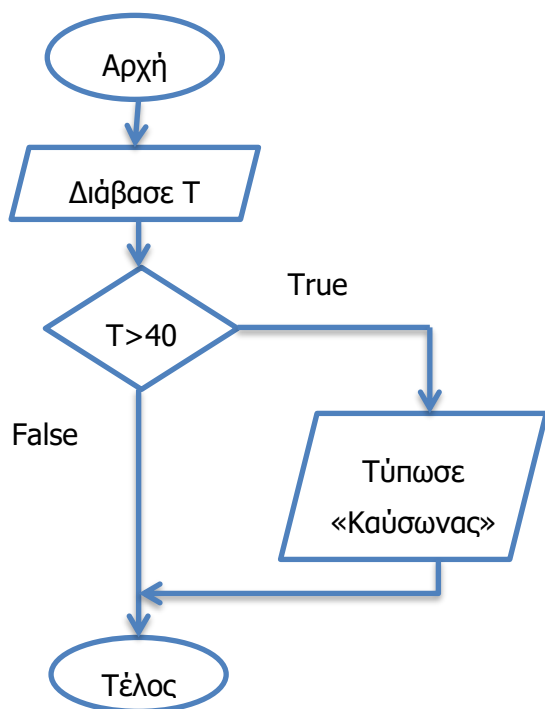 Αρχή
Διάβασε Τ
True
Τ>40
False
Τύπωσε
«Καύσωνας»
Τέλος